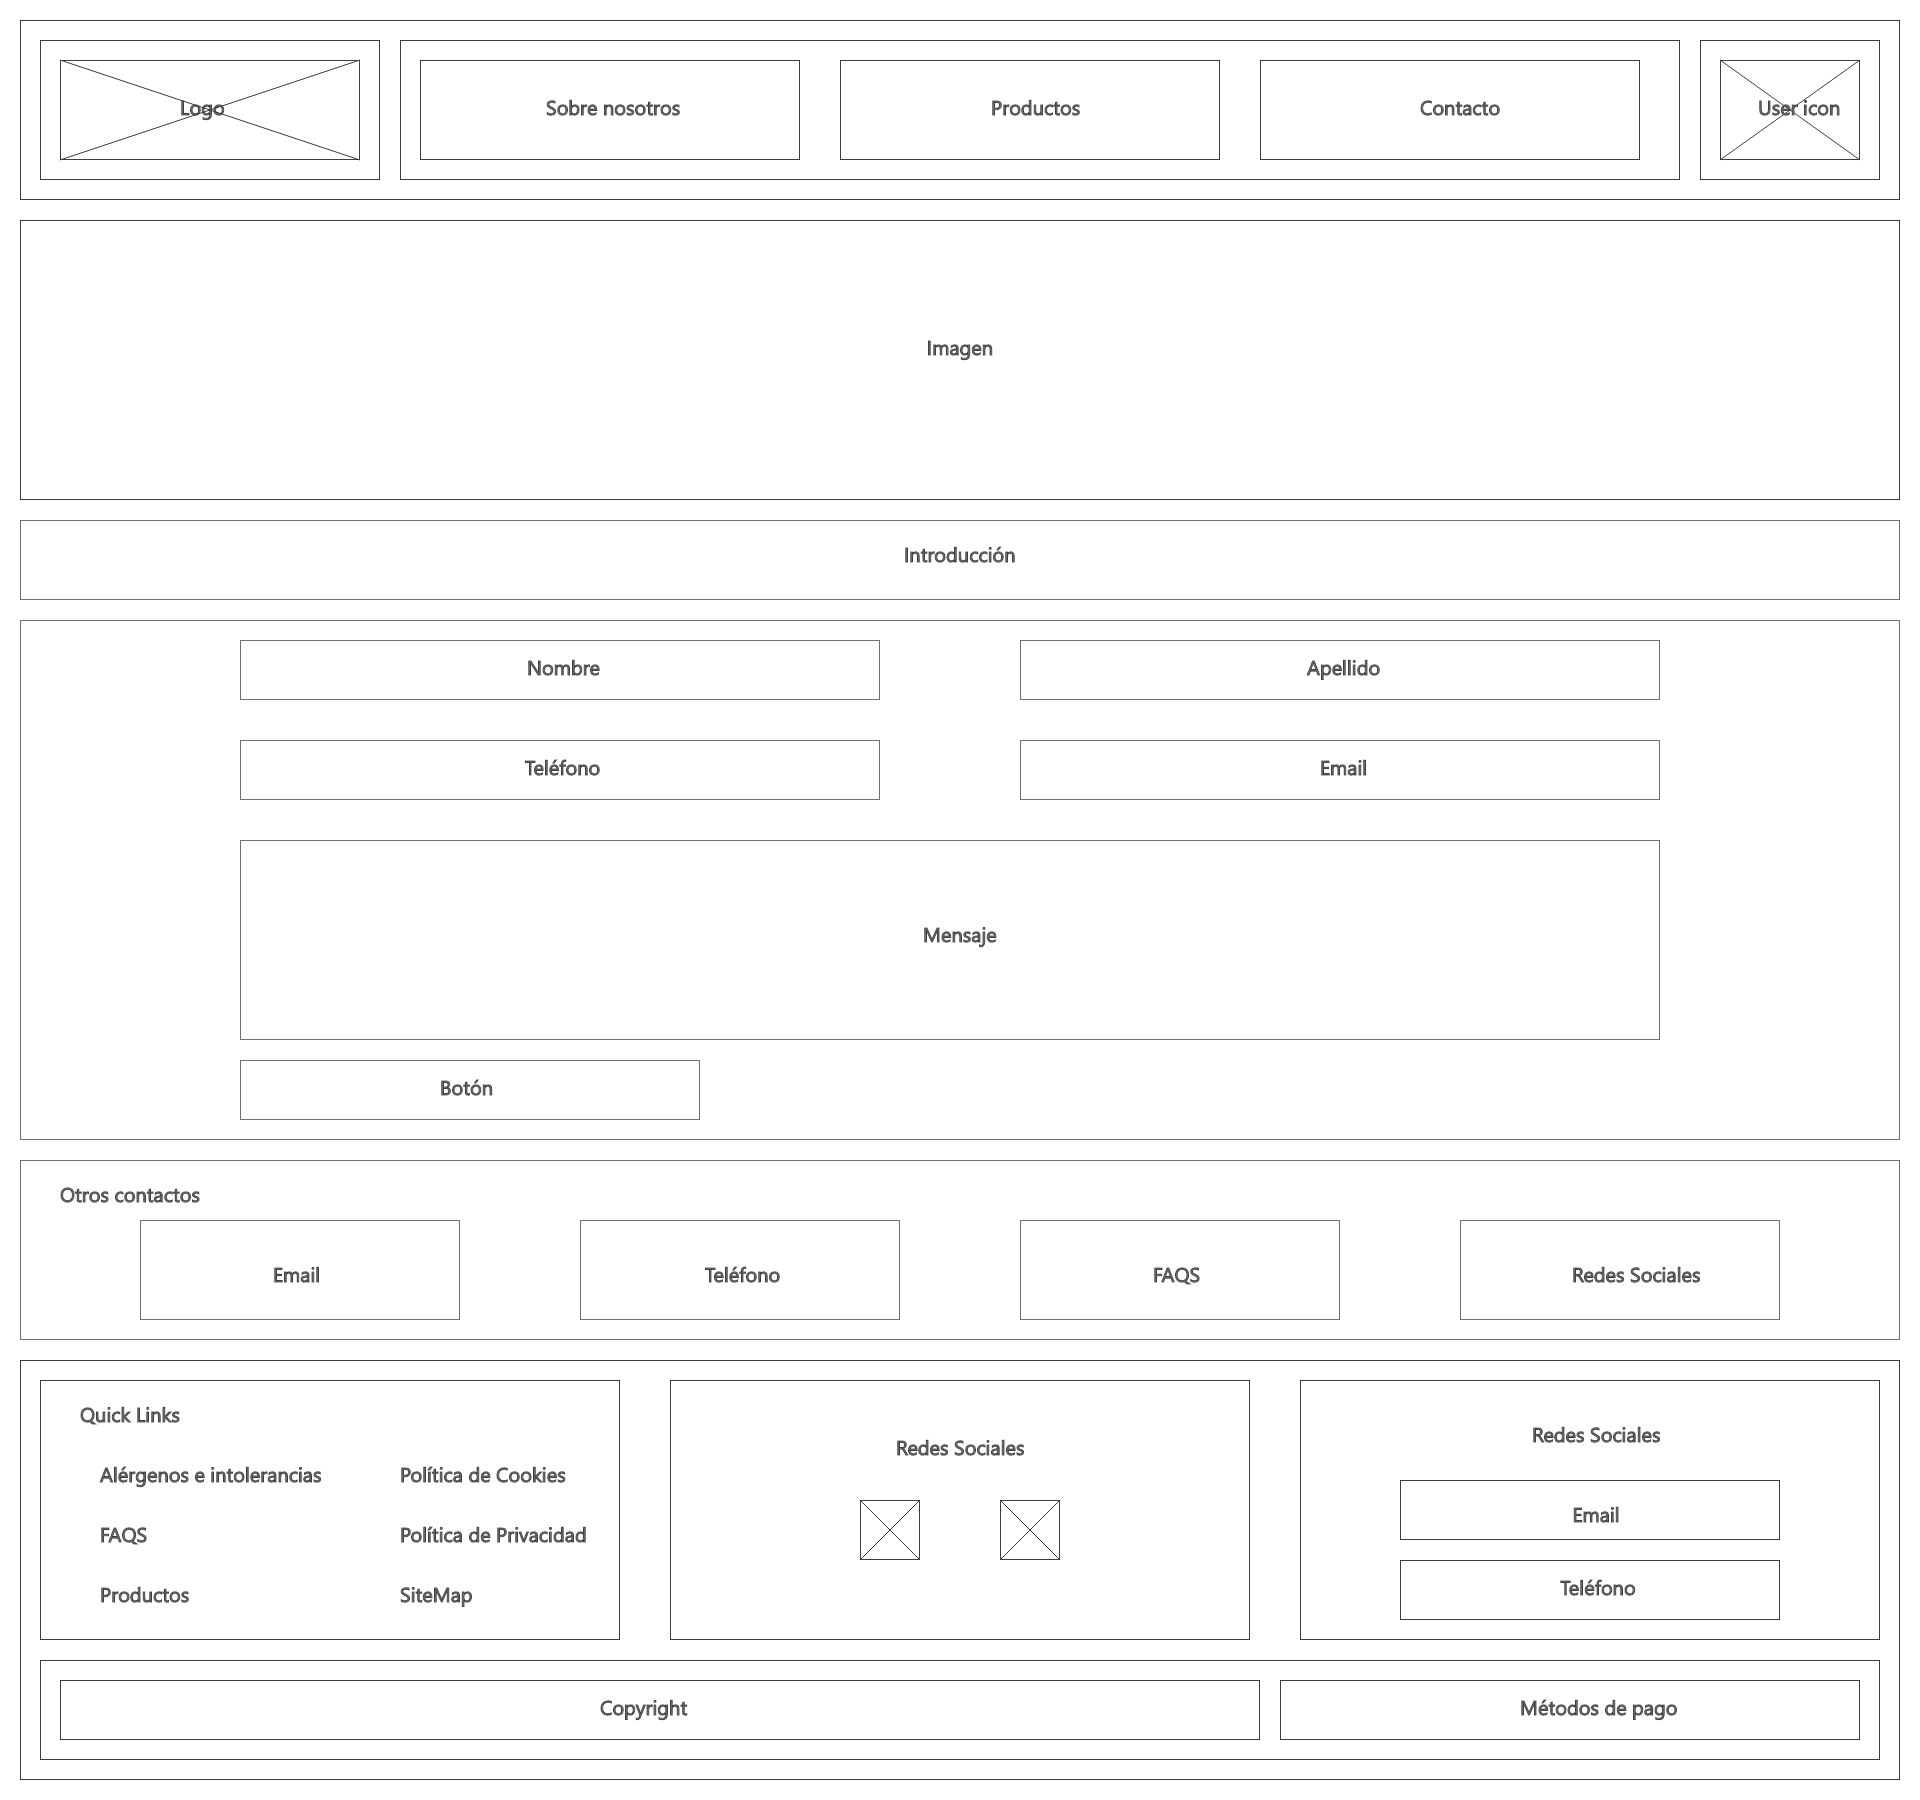 Logo
Sobre nosotros
Productos
Contacto
User icon
Imagen
Introducción
Nombre
Apellido
Teléfono
Email
Mensaje
Botón
Otros contactos
Email
Teléfono
FAQS
Redes Sociales
Quick Links
Alérgenos e intolerancias
Política de Cookies
FAQS
Política de Privacidad
Productos
SiteMap
Redes Sociales
Redes Sociales
Email
Teléfono
Copyright
Métodos de pago